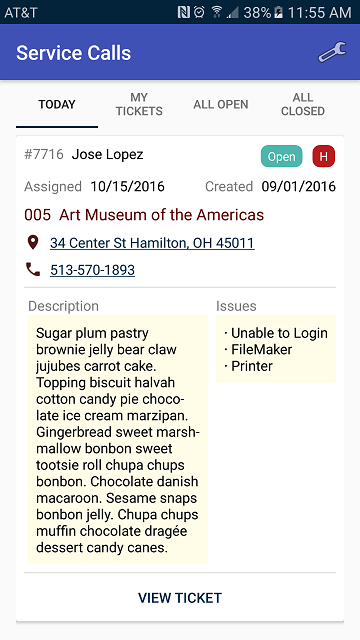 AT&T 38% 11:55 AM
Service Calls
TODAY
MY
TICKETS
ALL OPEN
ALL
CLOSED
#7716 Jose Lopez Open H
Assigned 10/15/2016 Created 09/01/2016
005 Art Museum of the Americas
34 Center St Hamilton, OH 45011
513-570-1893
Description
Sugar plum pastry
brownie jelly bear claw
jujubes carrot cake.
Topping biscuit halvah
cotton candy pie choco-
late ice cream marzipan.
Gingerbread sweet marsh-
mallow bonbon sweet
tootsie roll chupa chups
bonbon. Chocolate danish
macaroon. Sesame snaps
bonbon jelly. Chupa chups
muffin chocolate dragée
dessert candy canes.
Issues
· Unable to Login
· FileMaker
· Printer
VIEW TICKET